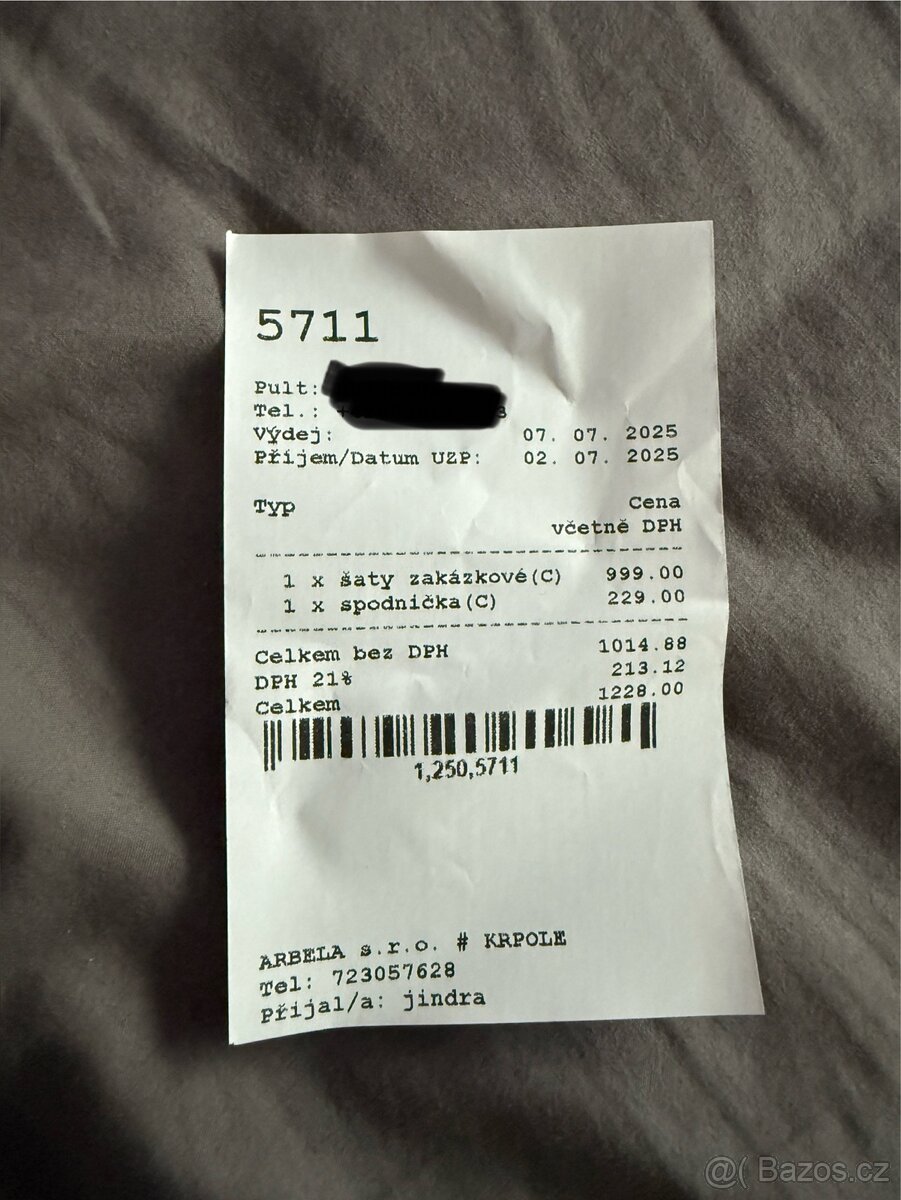 5711
Pult:
Tel.:
Výdej: 07. 07. 2025
Příjem/Datum UZP: 02. 07. 2025
Typ Cena
včetně DPH
1 x šaty zakázkové(C) 999.00
1 x spodnička(C) 229.00
Celkem bez DPH 1014.88
DPH 21% 213.12
Celkem 1228.00
1,250,5711
ARBELA s.r.o. # KRPOLE
Tel: 723057628
Přijal/a: jindra
@( Bazos.cz